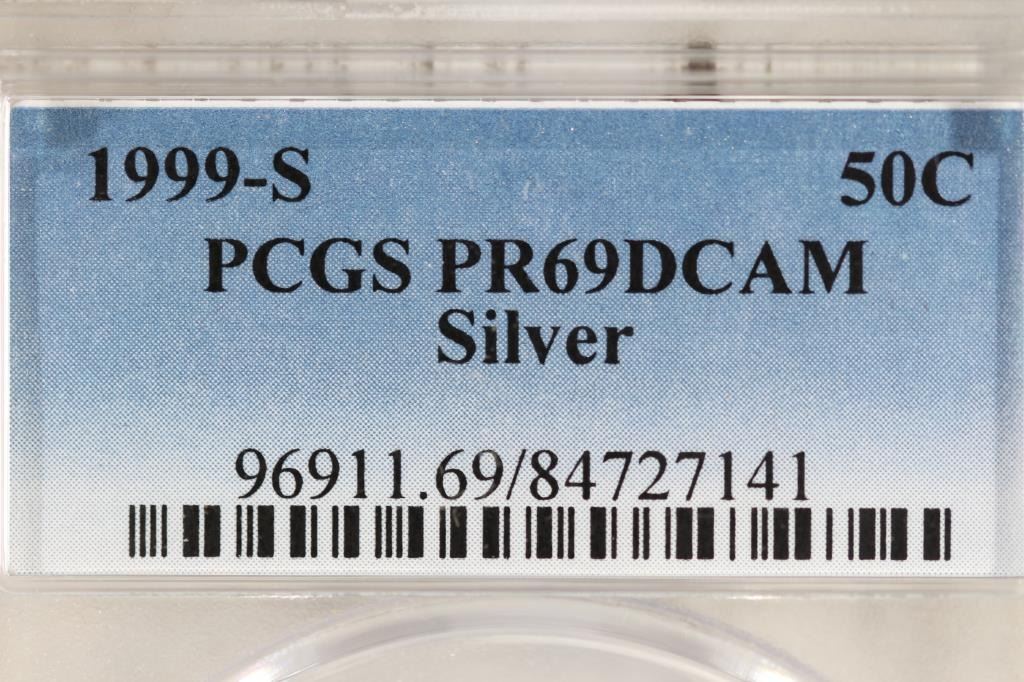 1999-S 50C
PCGS PR69DCAM
Silver
96911.69/84727141